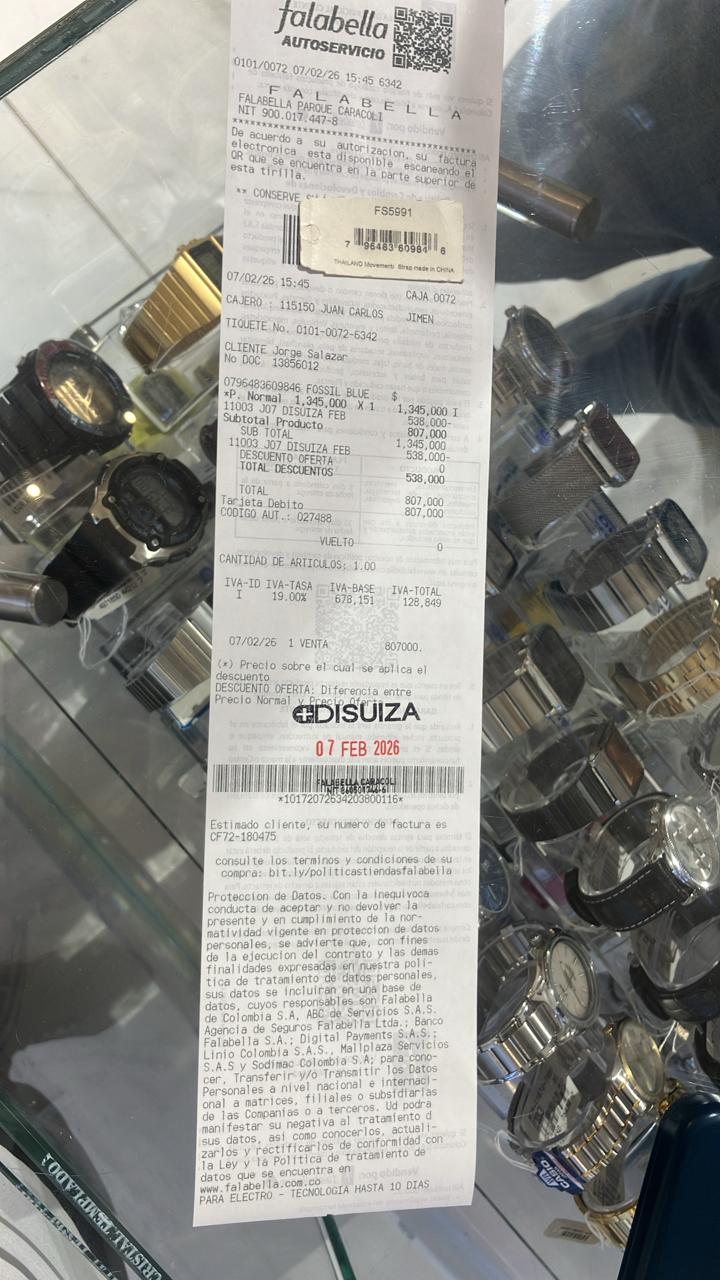 falabella
AUTOSERVICIO
0101/0072 07/02/26 15:45 6342
F A L A B E L L A
FALABELLA PARQUE CARACOLI
NIT 900.017.447-8
De acuerdo a su autorizacion, su factura
electronica esta disponible escaneando el
QR que se encuentra en la parte superior de
esta tirilla.
** CONSERVE
FS5991
7 96483 60984 6
THAILAND Movement: Strap made in CHINA
07/02/26 15:45 CAJA 0072
CAJERO : 115150 JUAN CARLOS JIMEN
TIQUETE No. 0101-0072-6342
CLIENTE Jorge Salazar
No DOC 13856012
0796483609846 FOSSIL BLUE $
*P. Normal 1,345,000 X 1 1,345,000 I
11003 J07 DISUIZA FEB 538,000-
Subtotal Producto 807,000
SUB TOTAL 1,345,000
11003 J07 DISUIZA FEB 538,000-
DESCUENTO OFERTA 0
TOTAL DESCUENTOS 538,000
TOTAL 807,000
Tarjeta Debito 807,000
CODIGO AUT.: 027488
VUELTO 0
CANTIDAD DE ARTICULOS: 1.00
IVA-ID IVA-TASA IVA-BASE IVA-TOTAL
I 19.00% 678,151 128,849
07/02/26 1 VENTA 807000.
(*) Precio sobre el cual se aplica el
descuento
DESCUENTO OFERTA: Diferencia entre
Precio Normal y Precio Oferta
DISUIZA
07 FEB 2026
FALABELLA CARACOLI
*10172072634203800116*
Estimado cliente, su numero de factura es
CF72-180475
consulte los terminos y condiciones de su
compra: bit.ly/politicastiendasfalabella
Proteccion de Datos. Con la inequivoca
conducta de aceptar y no devolver la
presente y en cumplimiento de la nor-
matividad vigente en proteccion de datos
personales, se advierte que, con fines
de la ejecucion del contrato y las demas
finalidades expresadas en nuestra poli-
tica de tratamiento de datos personales,
sus datos se incluiran en una base de
datos, cuyos responsables son Falabella
de Colombia S.A, ABC de Servicios S.A.S.
Agencia de Seguros Falabella Ltda.; Banco
Falabella S.A.; Digital Payments S.A.S.;
Linio Colombia S.A.S., Mallplaza Servicios
S.A.S y Sodimac Colombia S.A; para cono-
cer, Transferir y/o Transmitir los Datos
Personales a nivel nacional e internaci-
onal a matrices, filiales o subsidiarias
de las Companias o a terceros. Ud podra
manifestar su negativa al tratamiento d
sus datos, asi como conocerlos, actuali-
zarlos y rectificarlos de conformidad con
la Ley y la Politica de tratamiento de
datos que se encuentra en
www.falabella.com.co
PARA ELECTRO - TECNOLOGIA HASTA 10 DIAS
CASIO
CRISTAL TEMPLADO